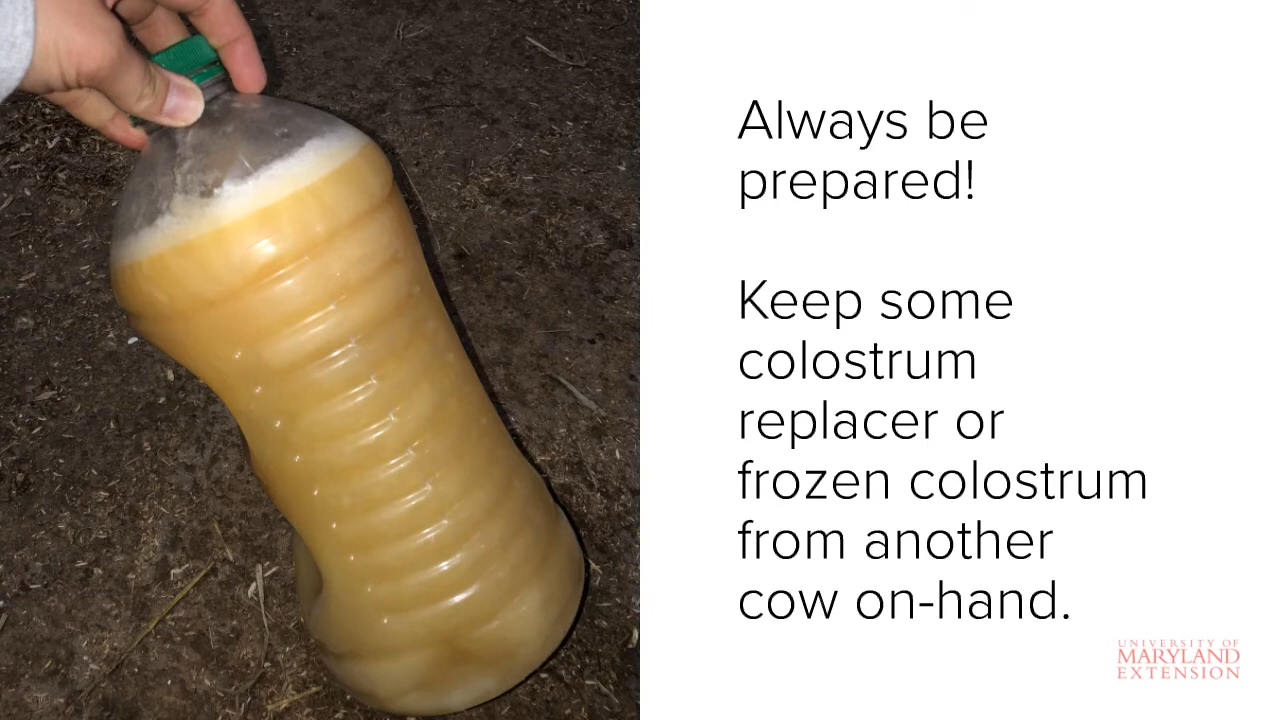 Always be
prepared!
Keep some
colostrum
replacer or
frozen colostrum
from another
cow on-hand.
UNIVERSITY OF
MARYLAND
EXTENSION